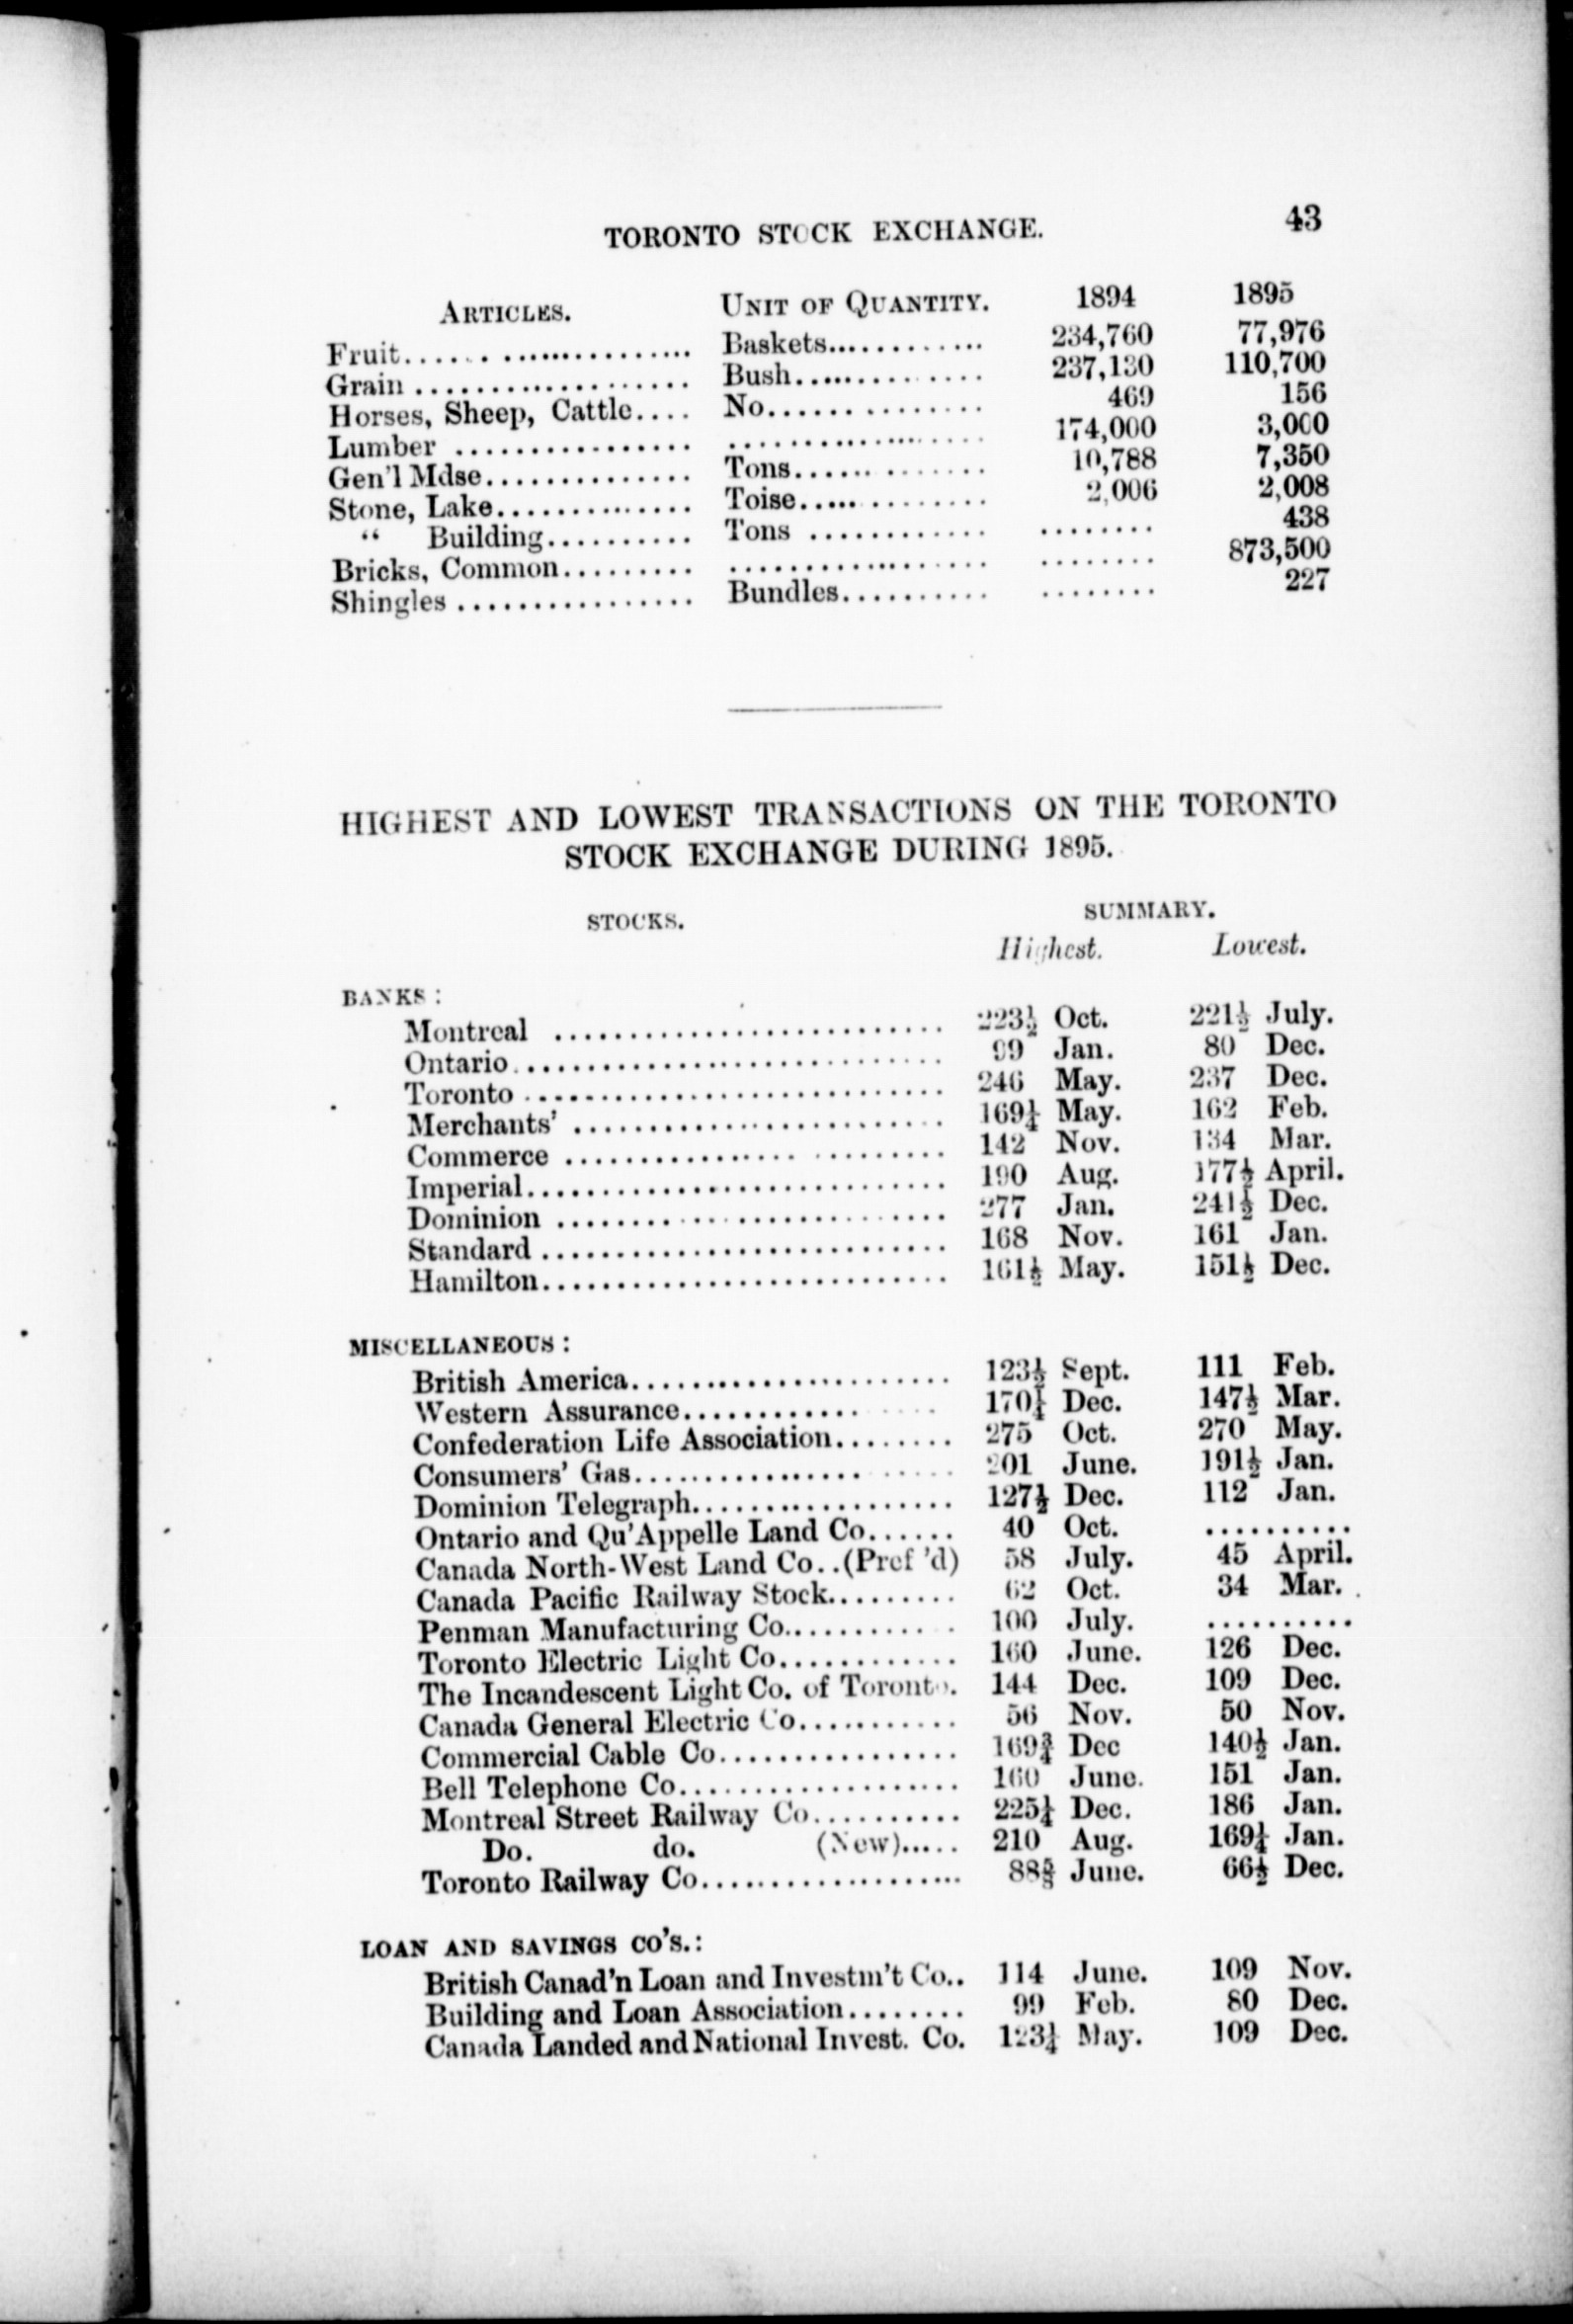 TORONTO STOCK EXCHANGE. 43
ARTICLES. UNIT OF QUANTITY. 1894 1895
Fruit.................... Baskets............ 234,760 77,976
Grain .................. Bush.............. 237,130 110,700
Horses, Sheep, Cattle.... No............... 469 156
Lumber ................ ................. 174,000 3,000
Gen'l Mdse.............. Tons............. 10,788 7,350
Stone, Lake............. Toise............. 2,006 2,008
“ Building.......... Tons ............ ........ 438
Bricks, Common......... ................. ........ 873,500
Shingles ................ Bundles.......... ........ 227
HIGHEST AND LOWEST TRANSACTIONS ON THE TORONTO
STOCK EXCHANGE DURING 1895.
STOCKS. SUMMARY.
Highest. Lowest.
BANKS :
Montreal .......................... 223½ Oct. 221½ July.
Ontario............................ 99 Jan. 80 Dec.
Toronto ............................ 246 May. 237 Dec.
Merchants' ......................... 169¼ May. 162 Feb.
Commerce ......................... 142 Nov. 134 Mar.
Imperial............................ 190 Aug. 177½ April.
Dominion .......................... 277 Jan. 241½ Dec.
Standard ........................... 168 Nov. 161 Jan.
Hamilton........................... 161½ May. 151½ Dec.
MISCELLANEOUS :
British America...................... 123½ Sept. 111 Feb.
Western Assurance................. 170¼ Dec. 147½ Mar.
Confederation Life Association........ 275 Oct. 270 May.
Consumers' Gas..................... 201 June. 191½ Jan.
Dominion Telegraph.................. 127½ Dec. 112 Jan.
Ontario and Qu'Appelle Land Co...... 40 Oct. ..........
Canada North-West Land Co..(Pref 'd) 58 July. 45 April.
Canada Pacific Railway Stock......... 62 Oct. 34 Mar.
Penman Manufacturing Co............ 100 July. ..........
Toronto Electric Light Co............ 160 June. 126 Dec.
The Incandescent Light Co. of Toronto. 144 Dec. 109 Dec.
Canada General Electric Co........... 56 Nov. 50 Nov.
Commercial Cable Co................ 169¾ Dec 140½ Jan.
Bell Telephone Co................... 160 June. 151 Jan.
Montreal Street Railway Co.......... 225¼ Dec. 186 Jan.
Do. do. (New)..... 210 Aug. 169¼ Jan.
Toronto Railway Co.................. 88⅝ June. 66½ Dec.
LOAN AND SAVINGS CO'S.:
British Canad'n Loan and Investm't Co.. 114 June. 109 Nov.
Building and Loan Association........ 99 Feb. 80 Dec.
Canada Landed and National Invest. Co. 123¼ May. 109 Dec.